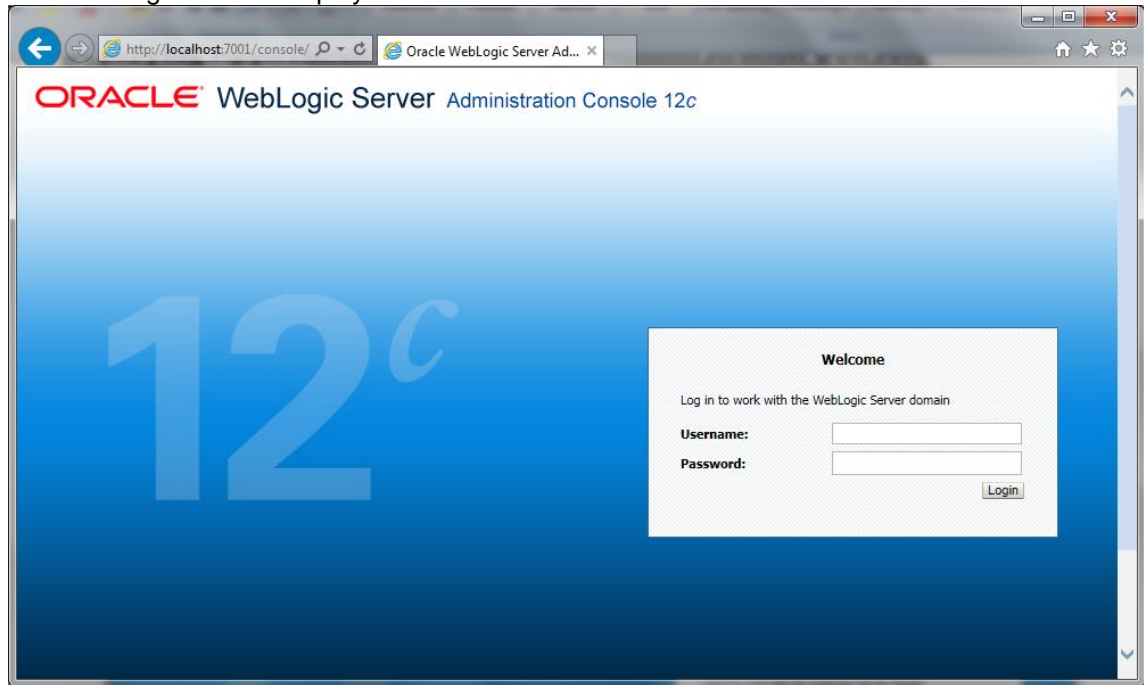 http://localhost:7001/console/
Oracle WebLogic Server Ad...
ORACLE WebLogic Server Administration Console 12c
12c
Welcome
Log in to work with the WebLogic Server domain
Username:
Password:
Login